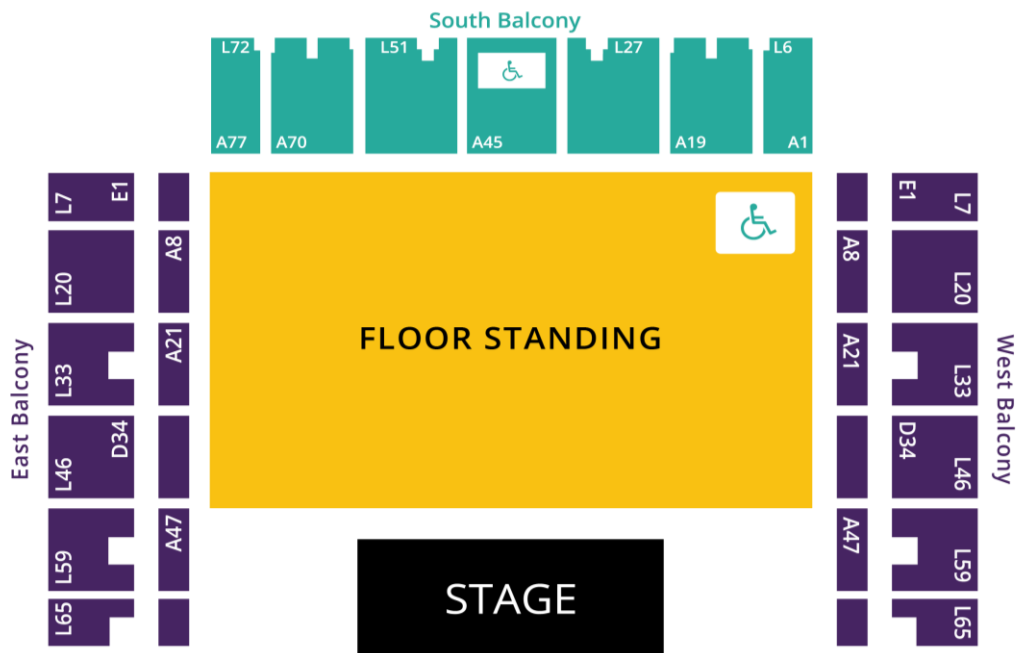 South Balcony
L72
L51
L27
L6
A77
A70
A45
A19
A1
East Balcony
L7
E1
A8
L20
A21
L33
D34
L46
A47
L59
L65
FLOOR STANDING
STAGE
E1
L7
A8
L20
A21
L33
D34
L46
A47
L59
L65
West Balcony